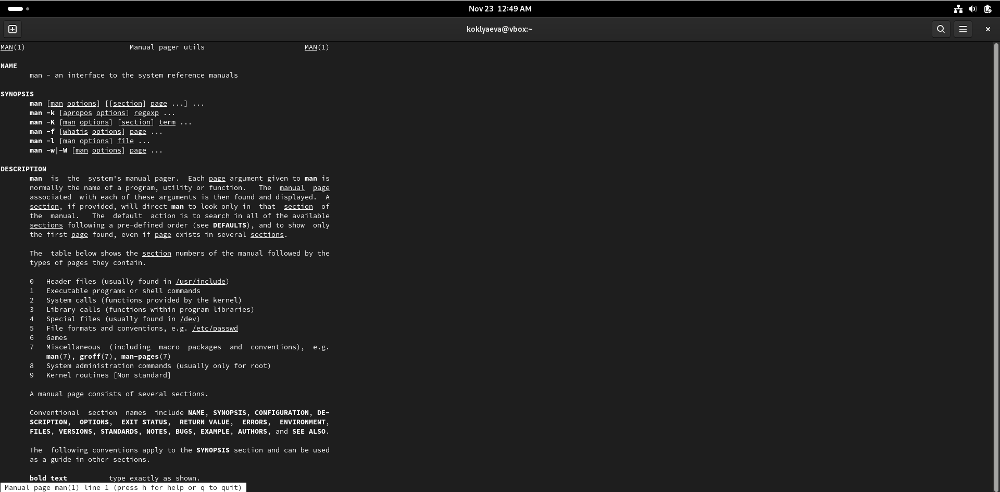 Nov 23 12:49 AM
koklyaeva@vbox:~
MAN(1) Manual pager utils MAN(1)
NAME
man - an interface to the system reference manuals
SYNOPSIS
man [man options] [[section] page ...] ...
man -k [apropos options] regexp ...
man -K [man options] [section] term ...
man -f [whatis options] page ...
man -l [man options] file ...
man -w|-W [man options] page ...
DESCRIPTION
man is the system's manual pager. Each page argument given to man is
normally the name of a program, utility or function. The manual page
associated with each of these arguments is then found and displayed. A
section, if provided, will direct man to look only in that section of
the manual. The default action is to search in all of the available
sections following a pre-defined order (see DEFAULTS), and to show only
the first page found, even if page exists in several sections.
The table below shows the section numbers of the manual followed by the
types of pages they contain.
0 Header files (usually found in /usr/include)
1 Executable programs or shell commands
2 System calls (functions provided by the kernel)
3 Library calls (functions within program libraries)
4 Special files (usually found in /dev)
5 File formats and conventions, e.g. /etc/passwd
6 Games
7 Miscellaneous (including macro packages and conventions), e.g.
man(7), groff(7), man-pages(7)
8 System administration commands (usually only for root)
9 Kernel routines [Non standard]
A manual page consists of several sections.
Conventional section names include NAME, SYNOPSIS, CONFIGURATION, DE-
SCRIPTION, OPTIONS, EXIT STATUS, RETURN VALUE, ERRORS, ENVIRONMENT,
FILES, VERSIONS, STANDARDS, NOTES, BUGS, EXAMPLE, AUTHORS, and SEE ALSO.
The following conventions apply to the SYNOPSIS section and can be used
as a guide in other sections.
bold text type exactly as shown.
Manual page man(1) line 1 (press h for help or q to quit)